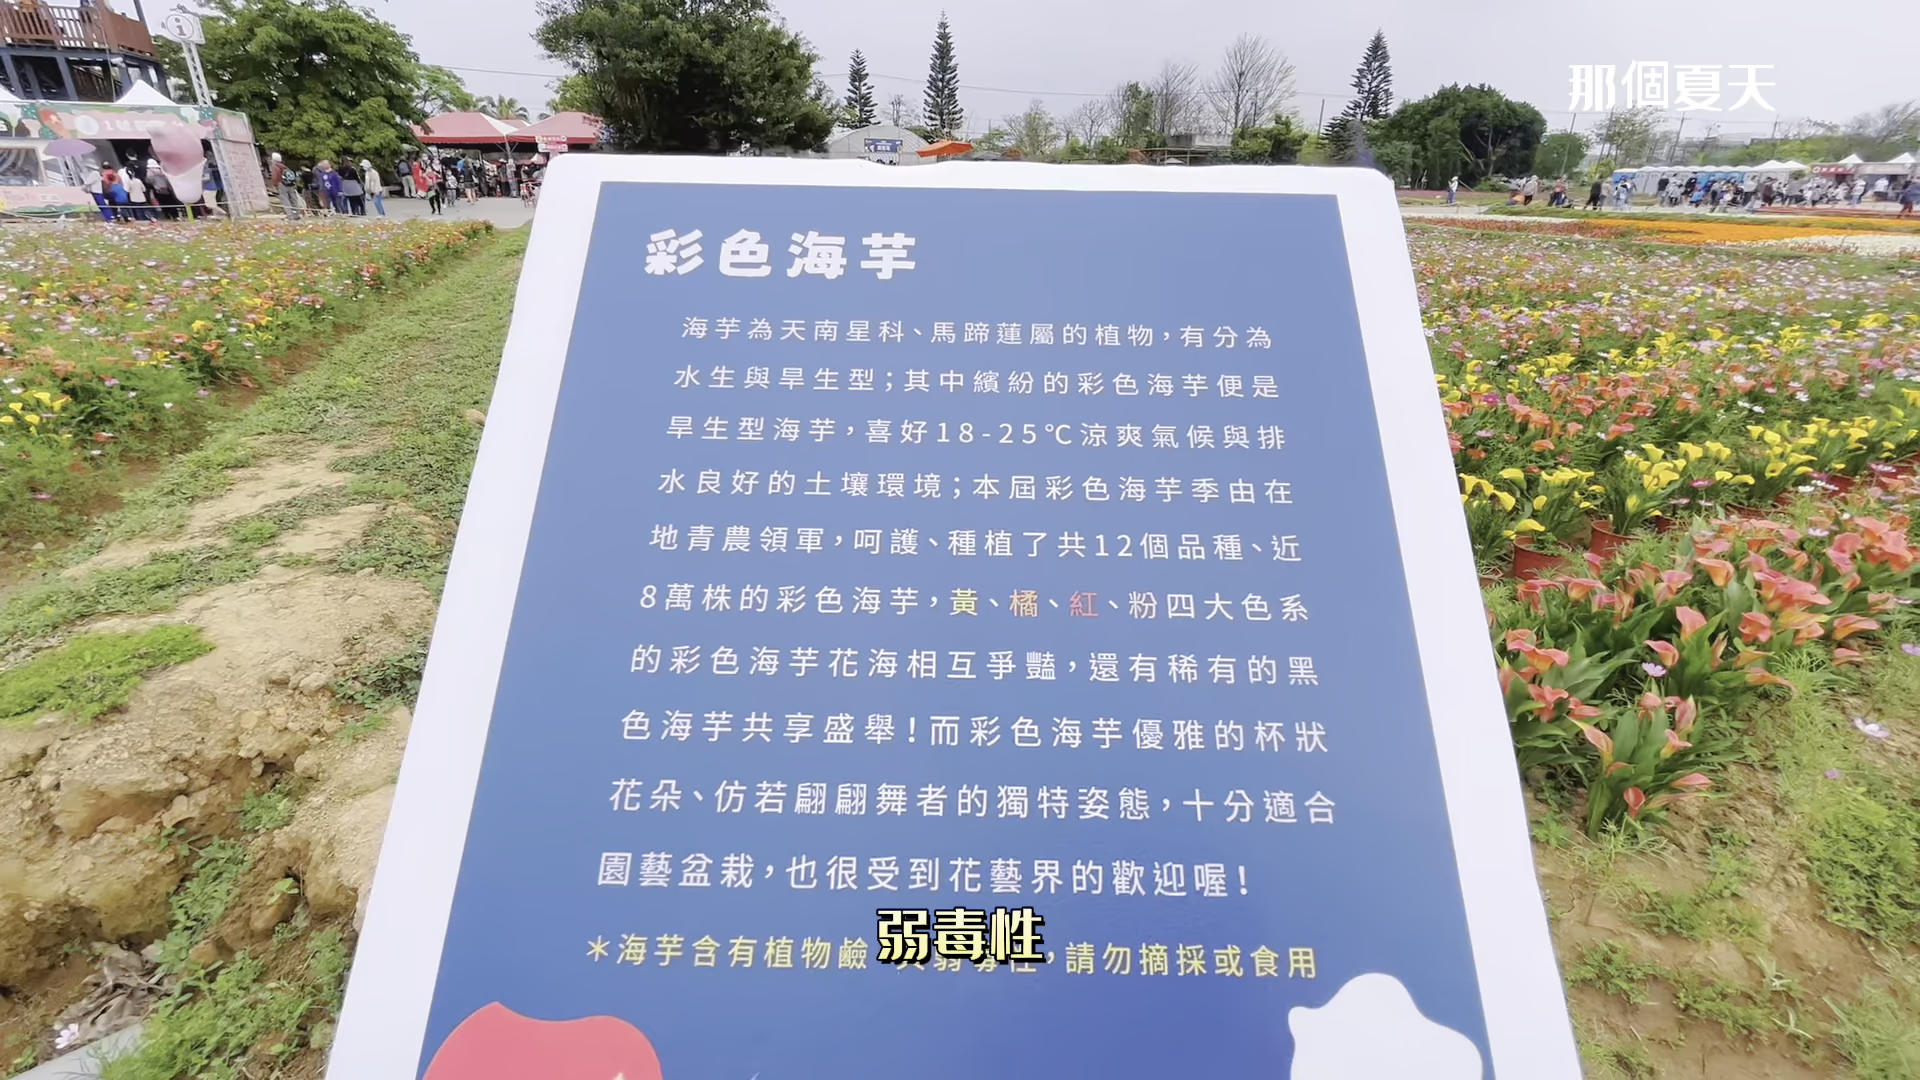 那個夏天
彩色海芋
海芋為天南星科、馬蹄蓮屬的植物，有分為
水生與旱生型；其中繽紛的彩色海芋便是
旱生型海芋，喜好18-25℃涼爽氣候與排
水良好的土壤環境；本屆彩色海芋季由在
地青農領軍，呵護、種植了共12個品種、近
8萬株的彩色海芋，黃、橘、紅、粉四大色系
的彩色海芋花海相互爭豔，還有稀有的黑
色海芋共享盛舉！而彩色海芋優雅的杯狀
花朵、仿若翩翩舞者的獨特姿態，十分適合
園藝盆栽，也很受到花藝界的歡迎喔！
＊海芋含有植物鹼 ，請勿摘採或食用
弱毒性